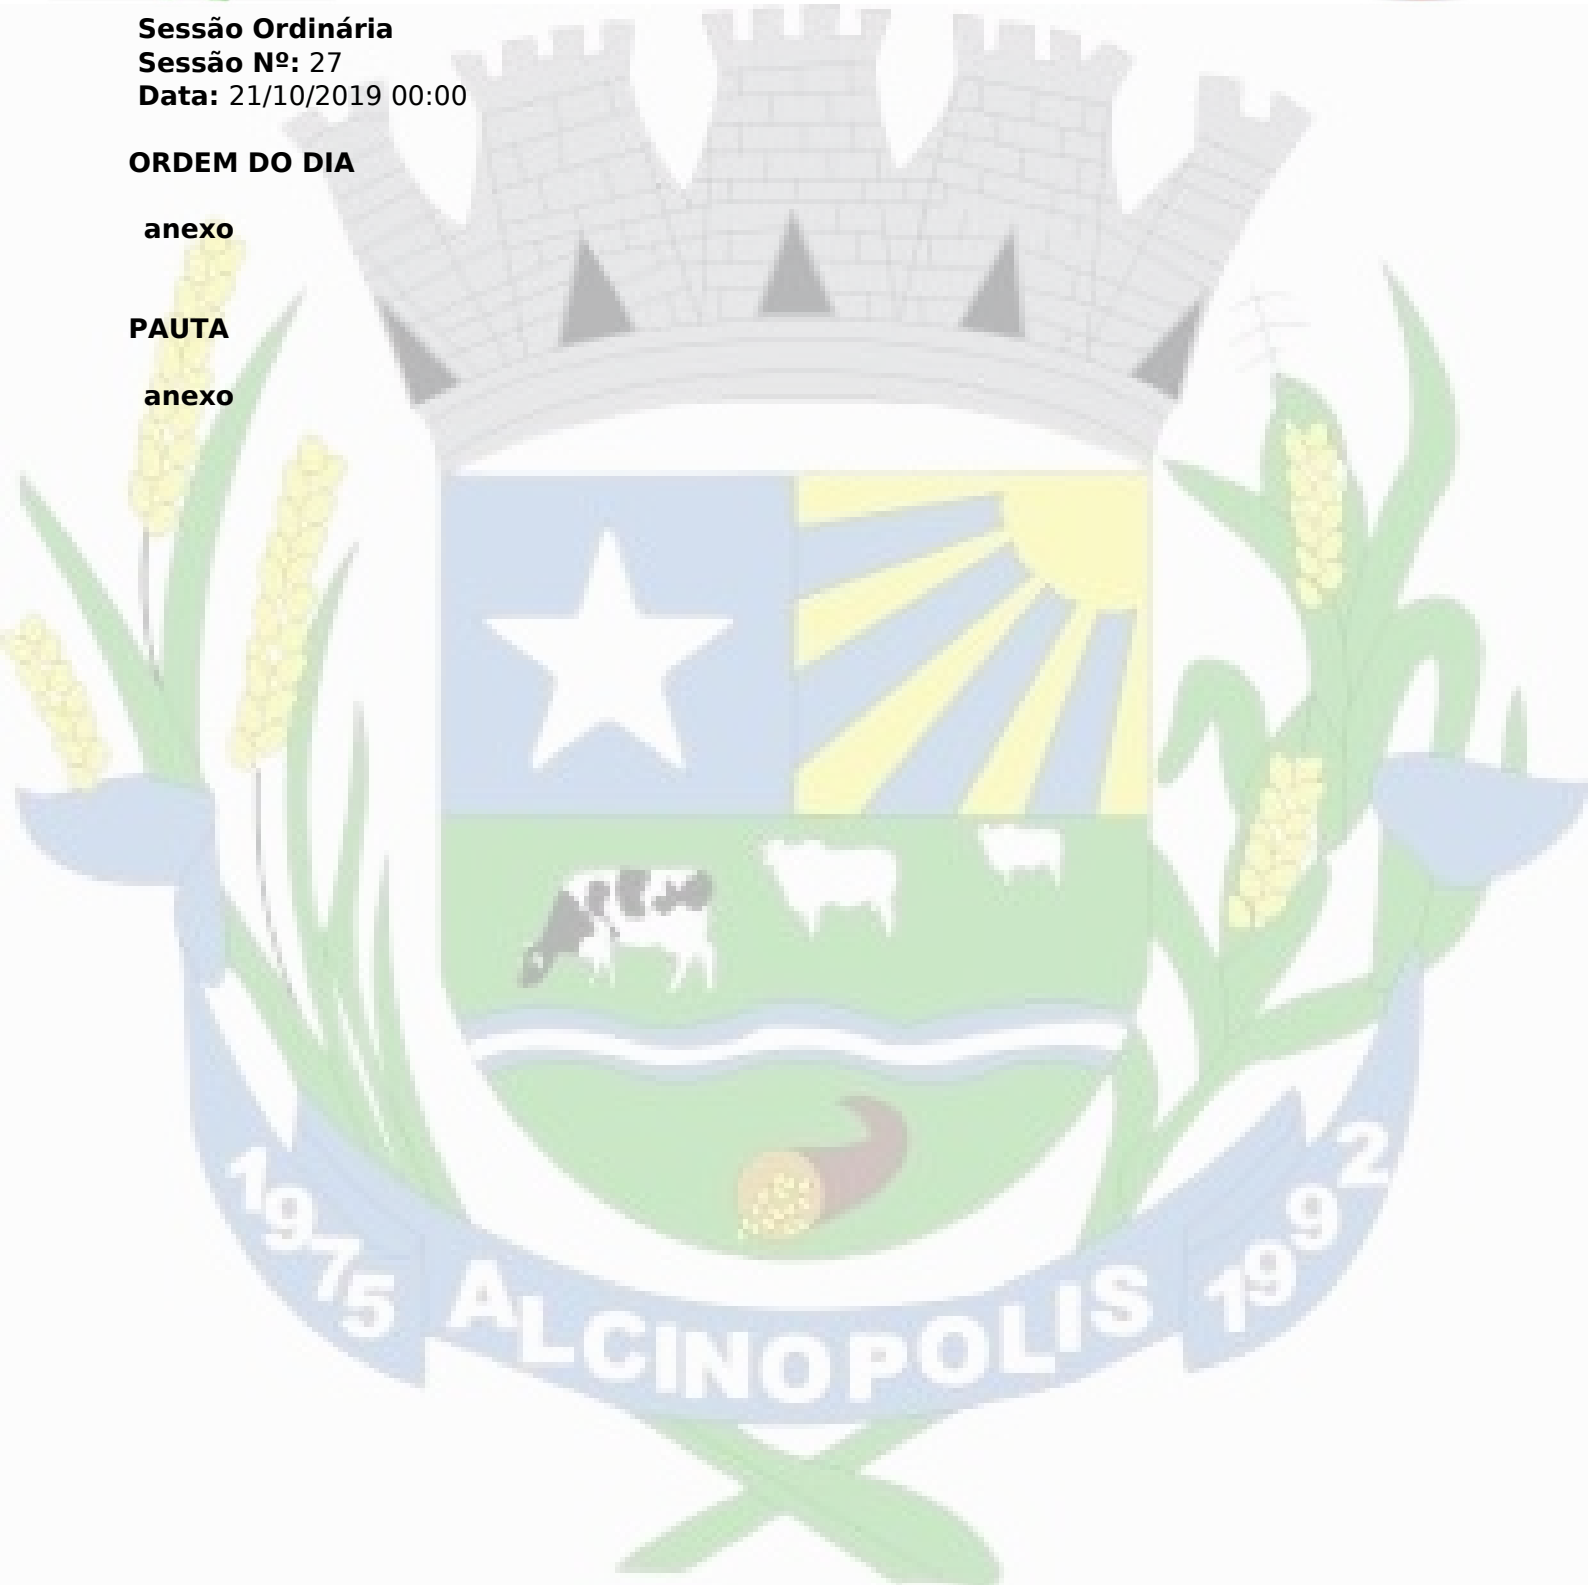 Sessão Ordinária
Sessão Nº: 27
Data: 21/10/2019 00:00
ORDEM DO DIA
anexo
PAUTA
anexo
1975 ALCINOPOLIS 1992